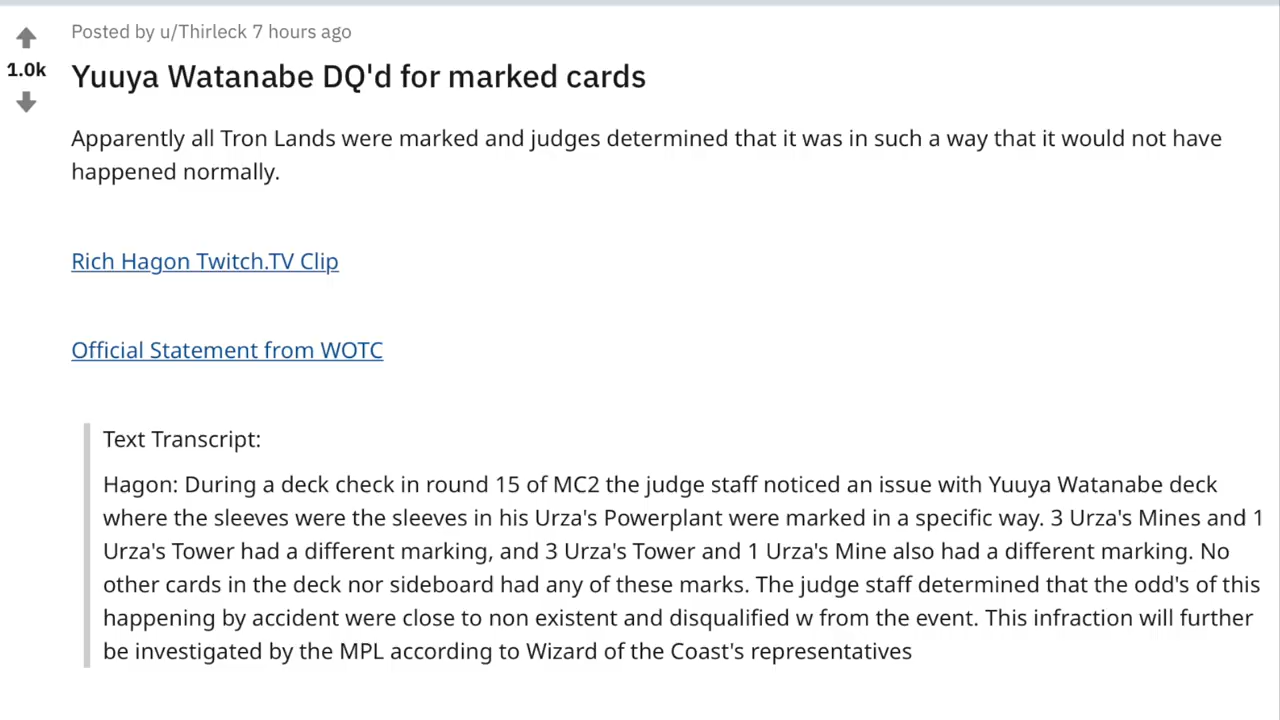 Posted by u/Thirleck 7 hours ago
1.0k
Yuuya Watanabe DQ'd for marked cards
Apparently all Tron Lands were marked and judges determined that it was in such a way that it would not have
happened normally.
Rich Hagon Twitch.TV Clip
Official Statement from WOTC
Text Transcript:
Hagon: During a deck check in round 15 of MC2 the judge staff noticed an issue with Yuuya Watanabe deck
where the sleeves were the sleeves in his Urza's Powerplant were marked in a specific way. 3 Urza's Mines and 1
Urza's Tower had a different marking, and 3 Urza's Tower and 1 Urza's Mine also had a different marking. No
other cards in the deck nor sideboard had any of these marks. The judge staff determined that the odd's of this
happening by accident were close to non existent and disqualified w from the event. This infraction will further
be investigated by the MPL according to Wizard of the Coast's representatives